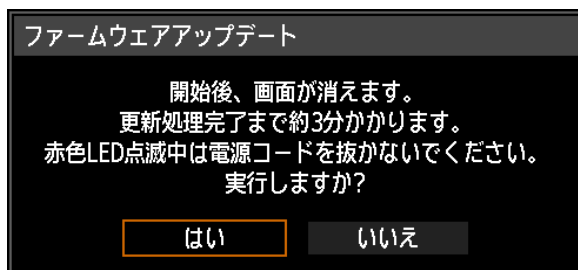 ファームウェアアップデート
開始後、画面が消えます。
更新処理完了まで約3分かかります。
赤色LED点滅中は電源コードを抜かないでください。
実行しますか?
はい いいえ